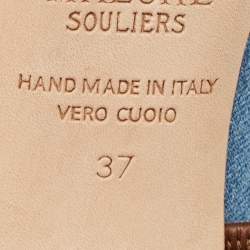 SOULIERS
HAND MADE IN ITALY
VERO CUOIO
37